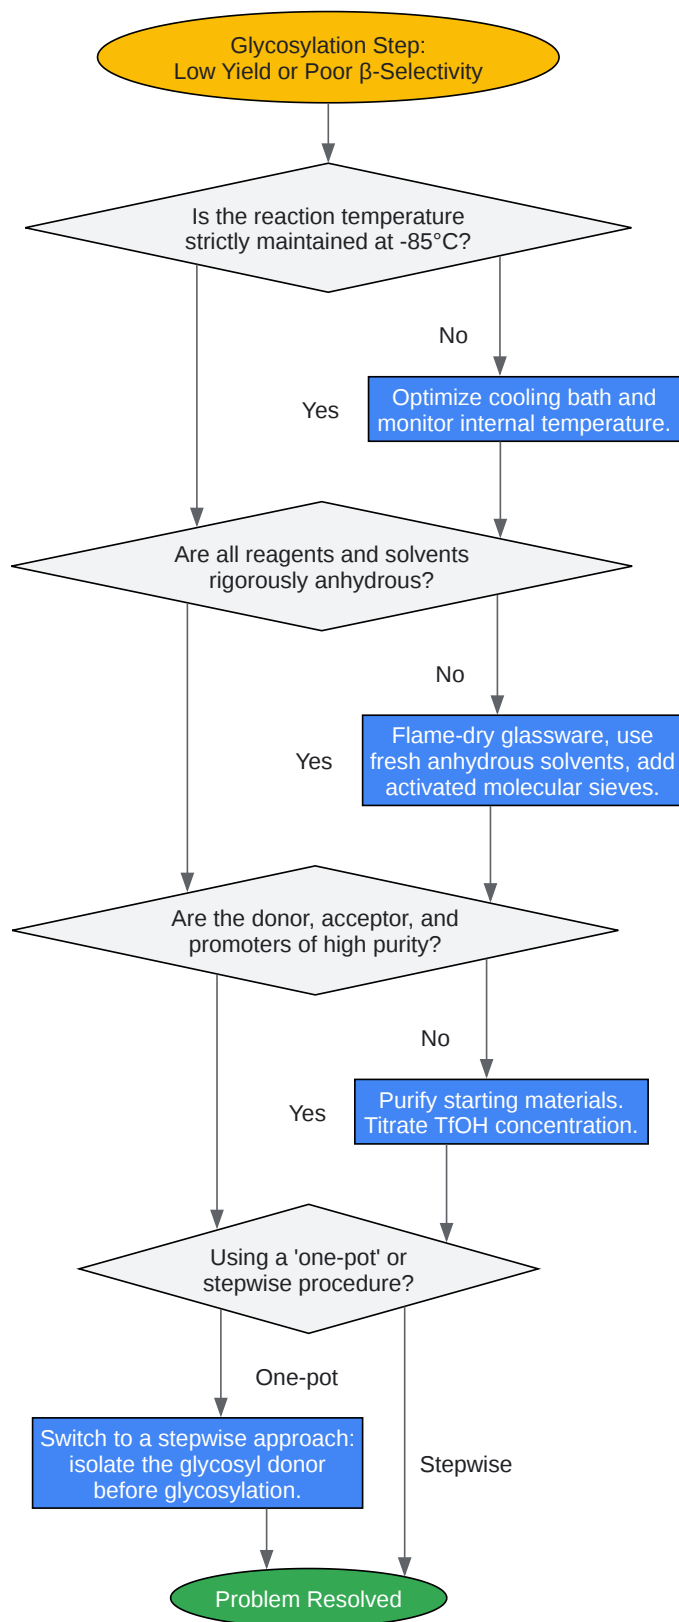 Glycosylation Step:
Low Yield or Poor β-Selectivity
Is the reaction temperature
strictly maintained at -85°C?
No
Yes
Optimize cooling bath and
monitor internal temperature.
Are all reagents and solvents
rigorously anhydrous?
No
Yes
Flame-dry glassware, use
fresh anhydrous solvents, add
activated molecular sieves.
Are the donor, acceptor, and
promoters of high purity?
No
Yes
Purify starting materials.
Titrate TfOH concentration.
Using a 'one-pot' or
stepwise procedure?
One-pot
Switch to a stepwise approach:
isolate the glycosyl donor
before glycosylation.
Stepwise
Problem Resolved